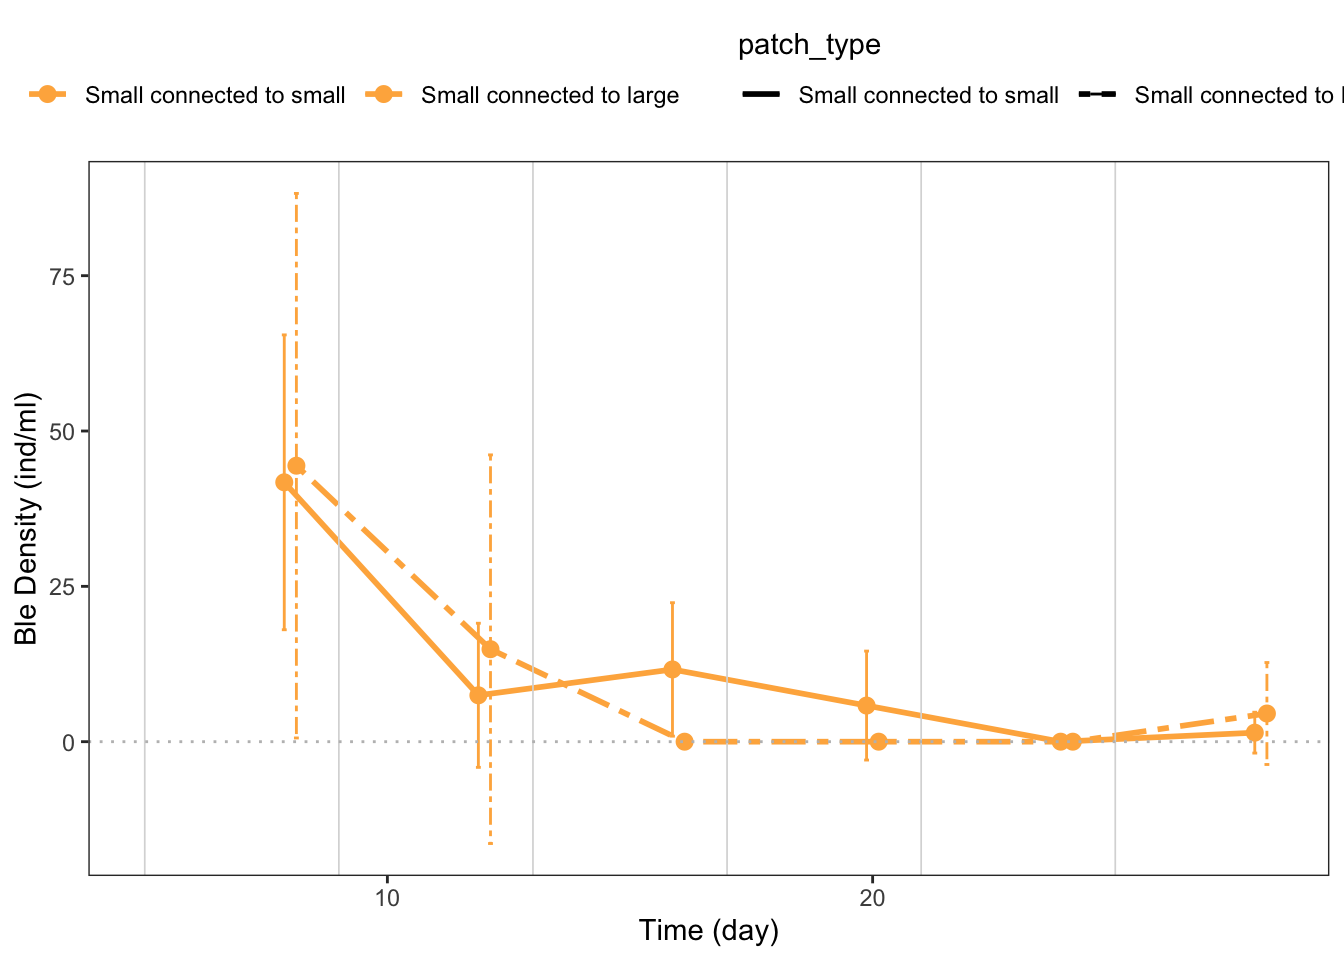 patch_type
Small connected to small Small connected to large Small connected to small Small connected to
75
50
25
0
Ble Density (ind/ml)
10 20
Time (day)